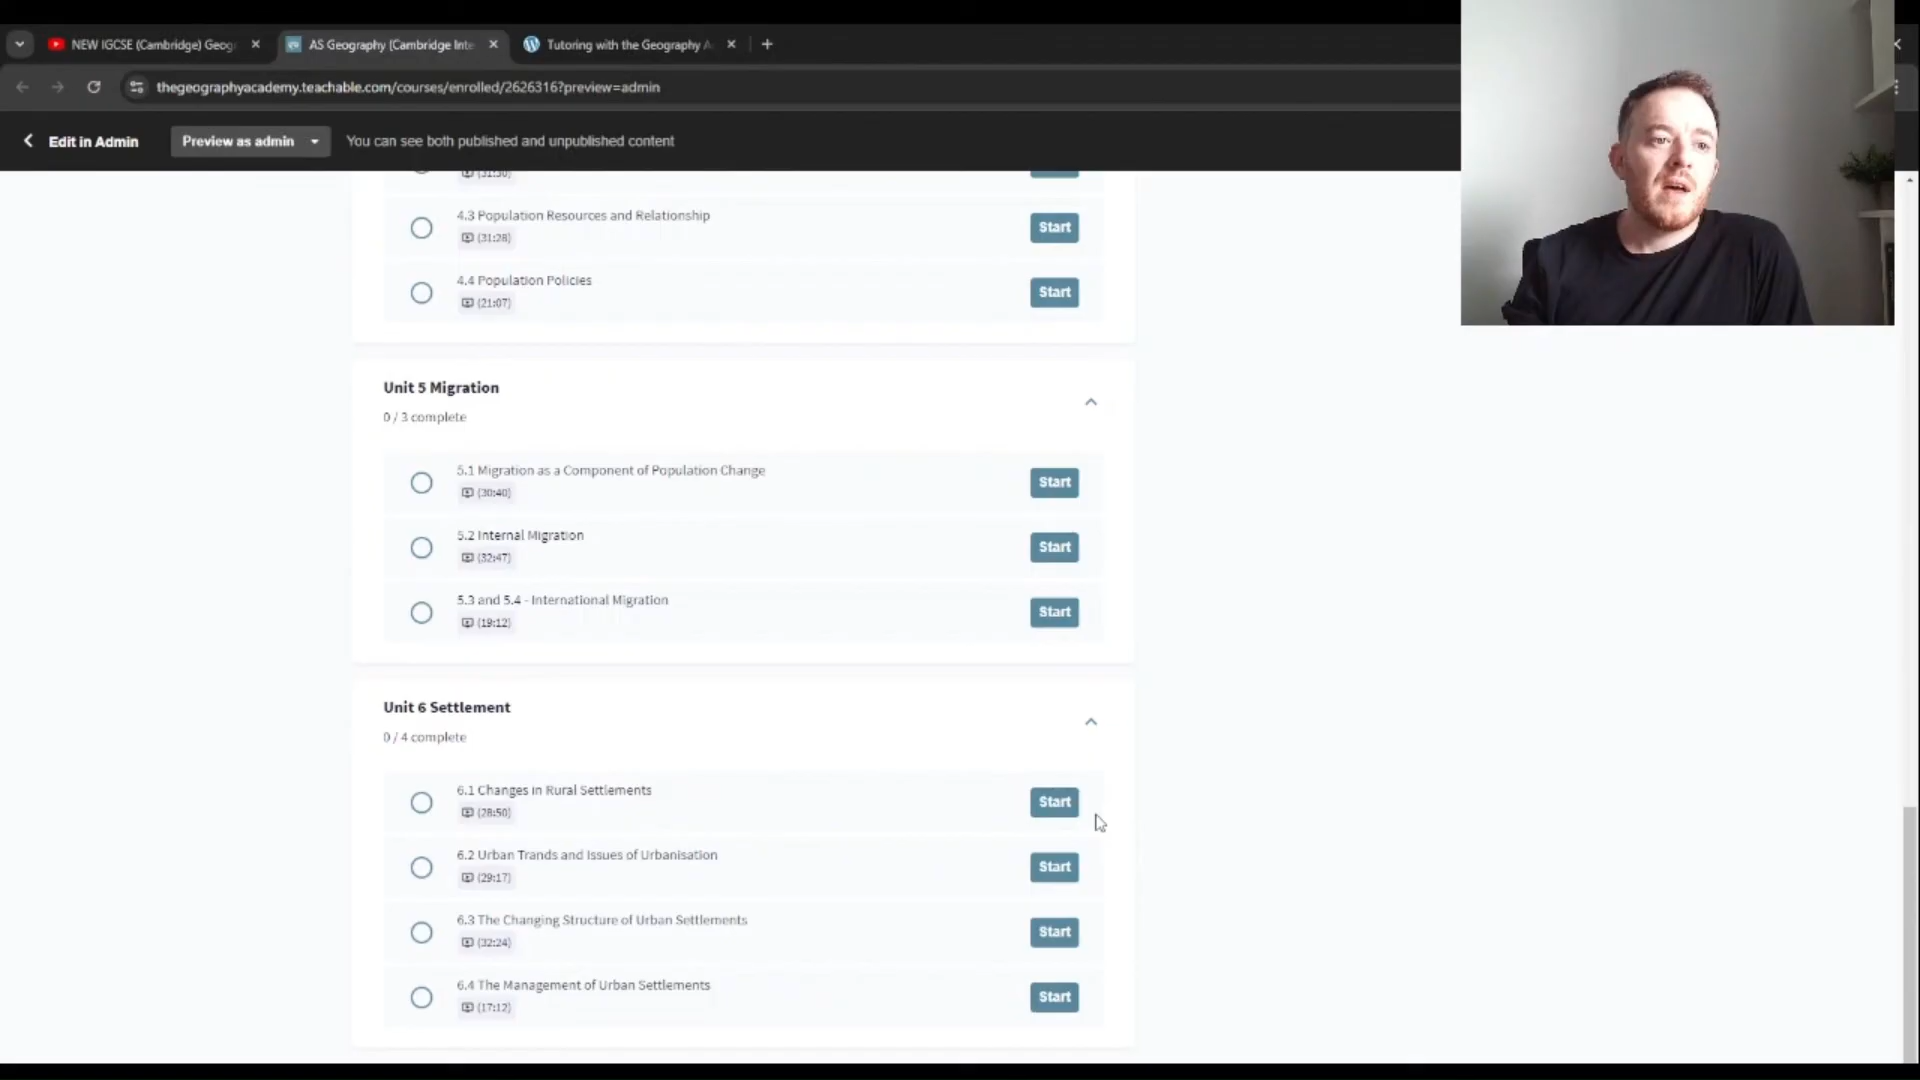 NEW IGCSE (Cambridge) Geog
AS Geography [Cambridge Inte
Tutoring with the Geography A
thegeographyacademy.teachable.com/courses/enrolled/2626316?preview=admin
Edit in Admin
Preview as admin
You can see both published and unpublished content
4.3 Population Resources and Relationship
(31:28)
Start
4.4 Population Policies
(21:07)
Start
Unit 5 Migration
0 / 3 complete
5.1 Migration as a Component of Population Change
(30:40)
Start
5.2 Internal Migration
(32:47)
Start
5.3 and 5.4 - International Migration
(19:12)
Start
Unit 6 Settlement
0 / 4 complete
6.1 Changes in Rural Settlements
(28:50)
Start
6.2 Urban Trands and Issues of Urbanisation
(29:17)
Start
6.3 The Changing Structure of Urban Settlements
(32:24)
Start
6.4 The Management of Urban Settlements
(17:12)
Start